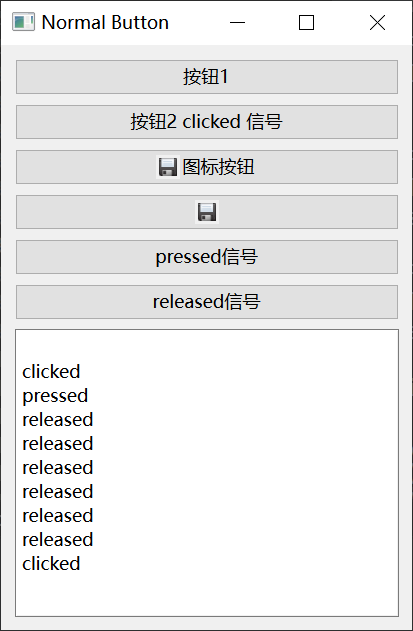 Normal Button
按钮1
按钮2 clicked 信号
图标按钮
pressed信号
released信号
clicked
pressed
released
released
released
released
released
released
clicked